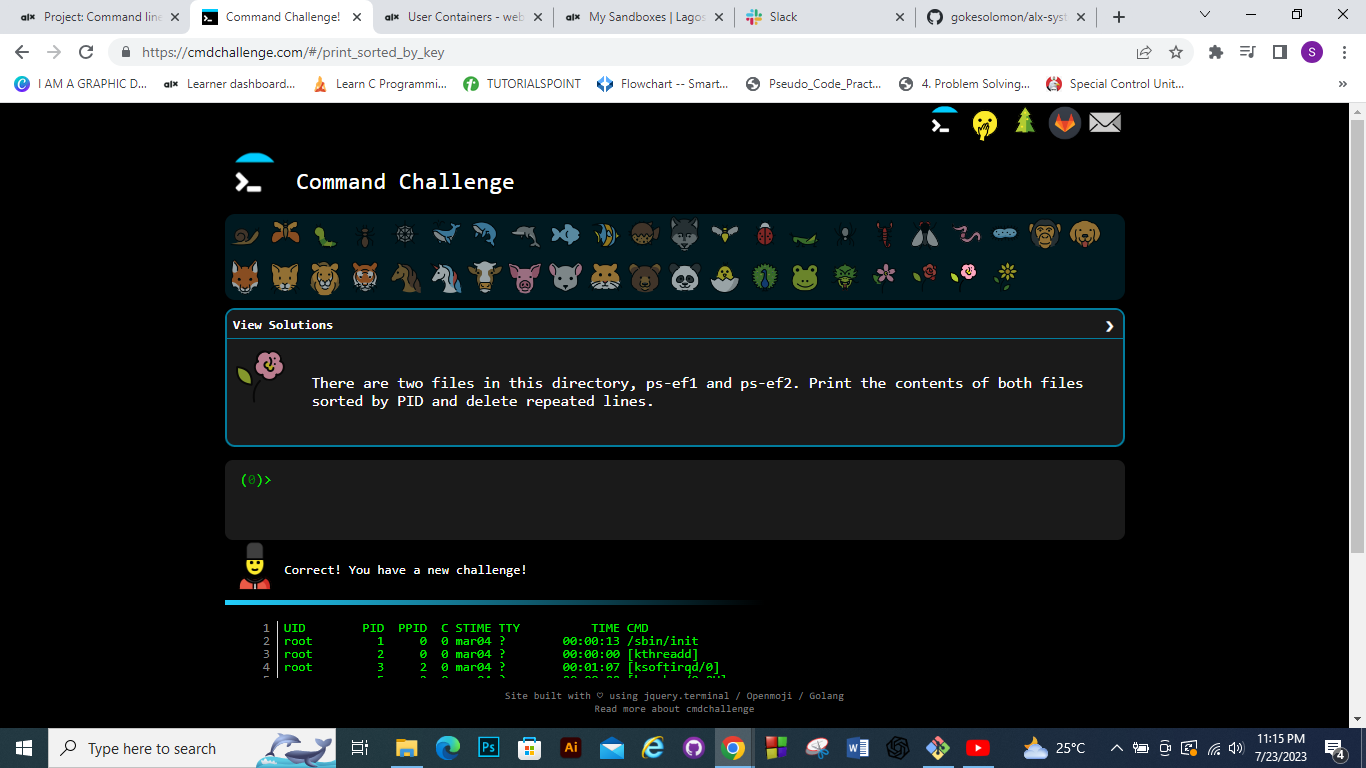 Project: Command line
Command Challenge!
User Containers - web
My Sandboxes | Lagos
Slack
gokesolomon/alx-syst
https://cmdchallenge.com/#/print_sorted_by_key
S
I AM A GRAPHIC D...
alx Learner dashboard...
Learn C Programmi...
TUTORIALSPOINT
Flowchart -- Smart...
Pseudo_Code_Pract...
4. Problem Solving...
Special Control Unit...
Command Challenge
View Solutions
There are two files in this directory, ps-ef1 and ps-ef2. Print the contents of both files
sorted by PID and delete repeated lines.
(0)>
Correct! You have a new challenge!
1 UID PID PPID C STIME TTY TIME CMD
2 root 1 0 0 mar04 ? 00:00:13 /sbin/init
3 root 2 0 0 mar04 ? 00:00:00 [kthreadd]
4 root 3 2 0 mar04 ? 00:01:07 [ksoftirqd/0]
Site built with ♡ using jquery.terminal / Openmoji / Golang
Read more about cmdchallenge
Type here to search
25°C
11:15 PM
7/23/2023
4